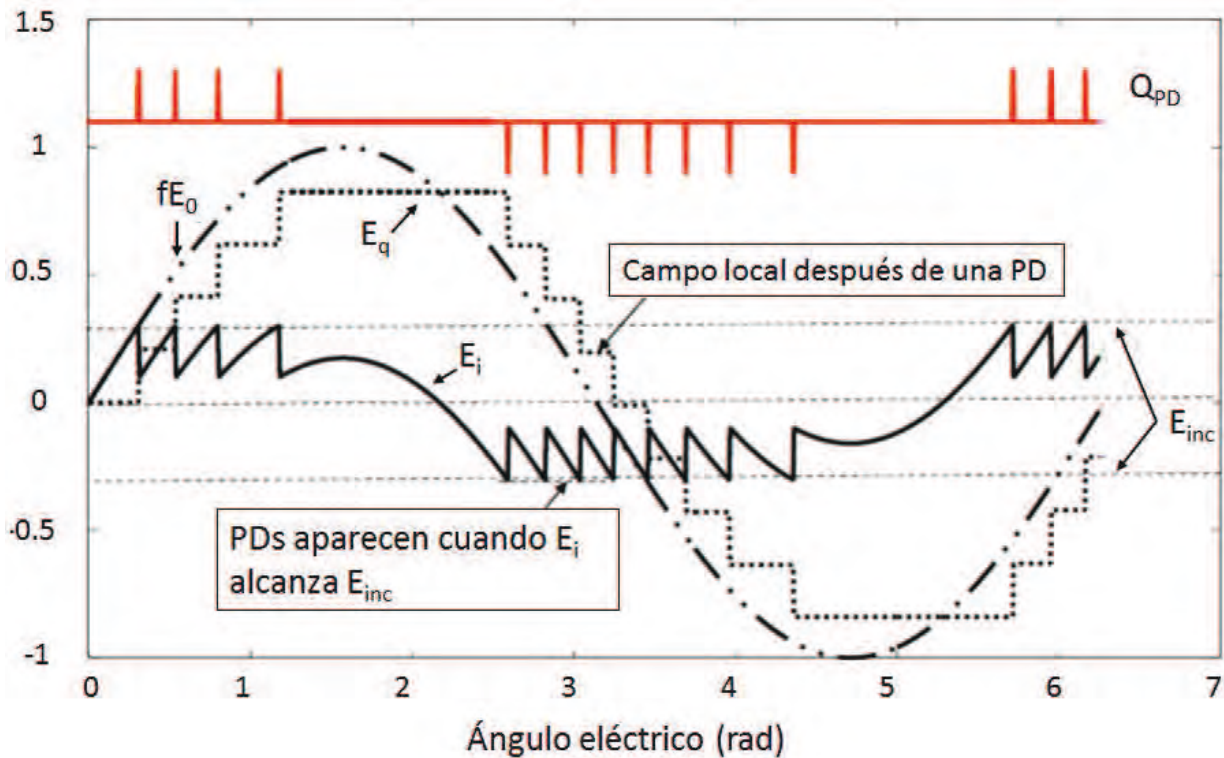 1.5
1
0.5
0
-0.5
-1
Q_PD
fE_0
E_q
Campo local después de una PD
E_i
E_inc
PDs aparecen cuando E_i
alcanza E_inc
0 1 2 3 4 5 6 7
Ángulo eléctrico (rad)